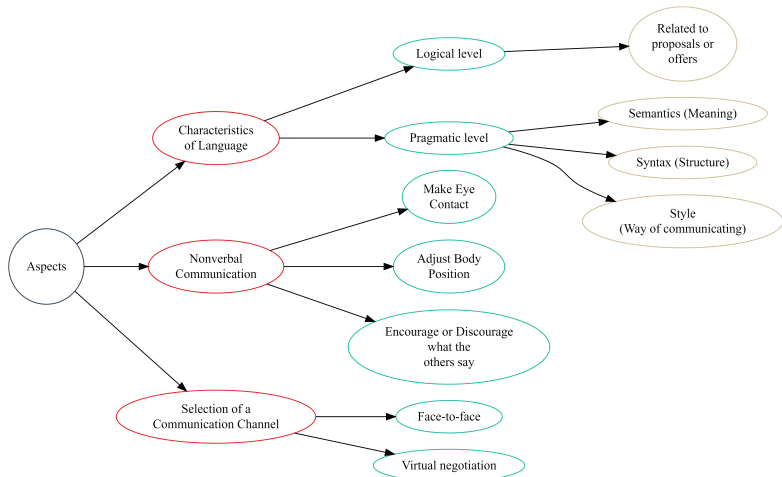 Aspects
Characteristics
of Language
Logical level
Related to
proposals or
offers
Pragmatic level
Semantics (Meaning)
Syntax (Structure)
Style
(Way of communicating)
Nonverbal
Communication
Make Eye
Contact
Adjust Body
Position
Encourage or Discourage
what the
others say
Selection of a
Communication Channel
Face-to-face
Virtual negotiation